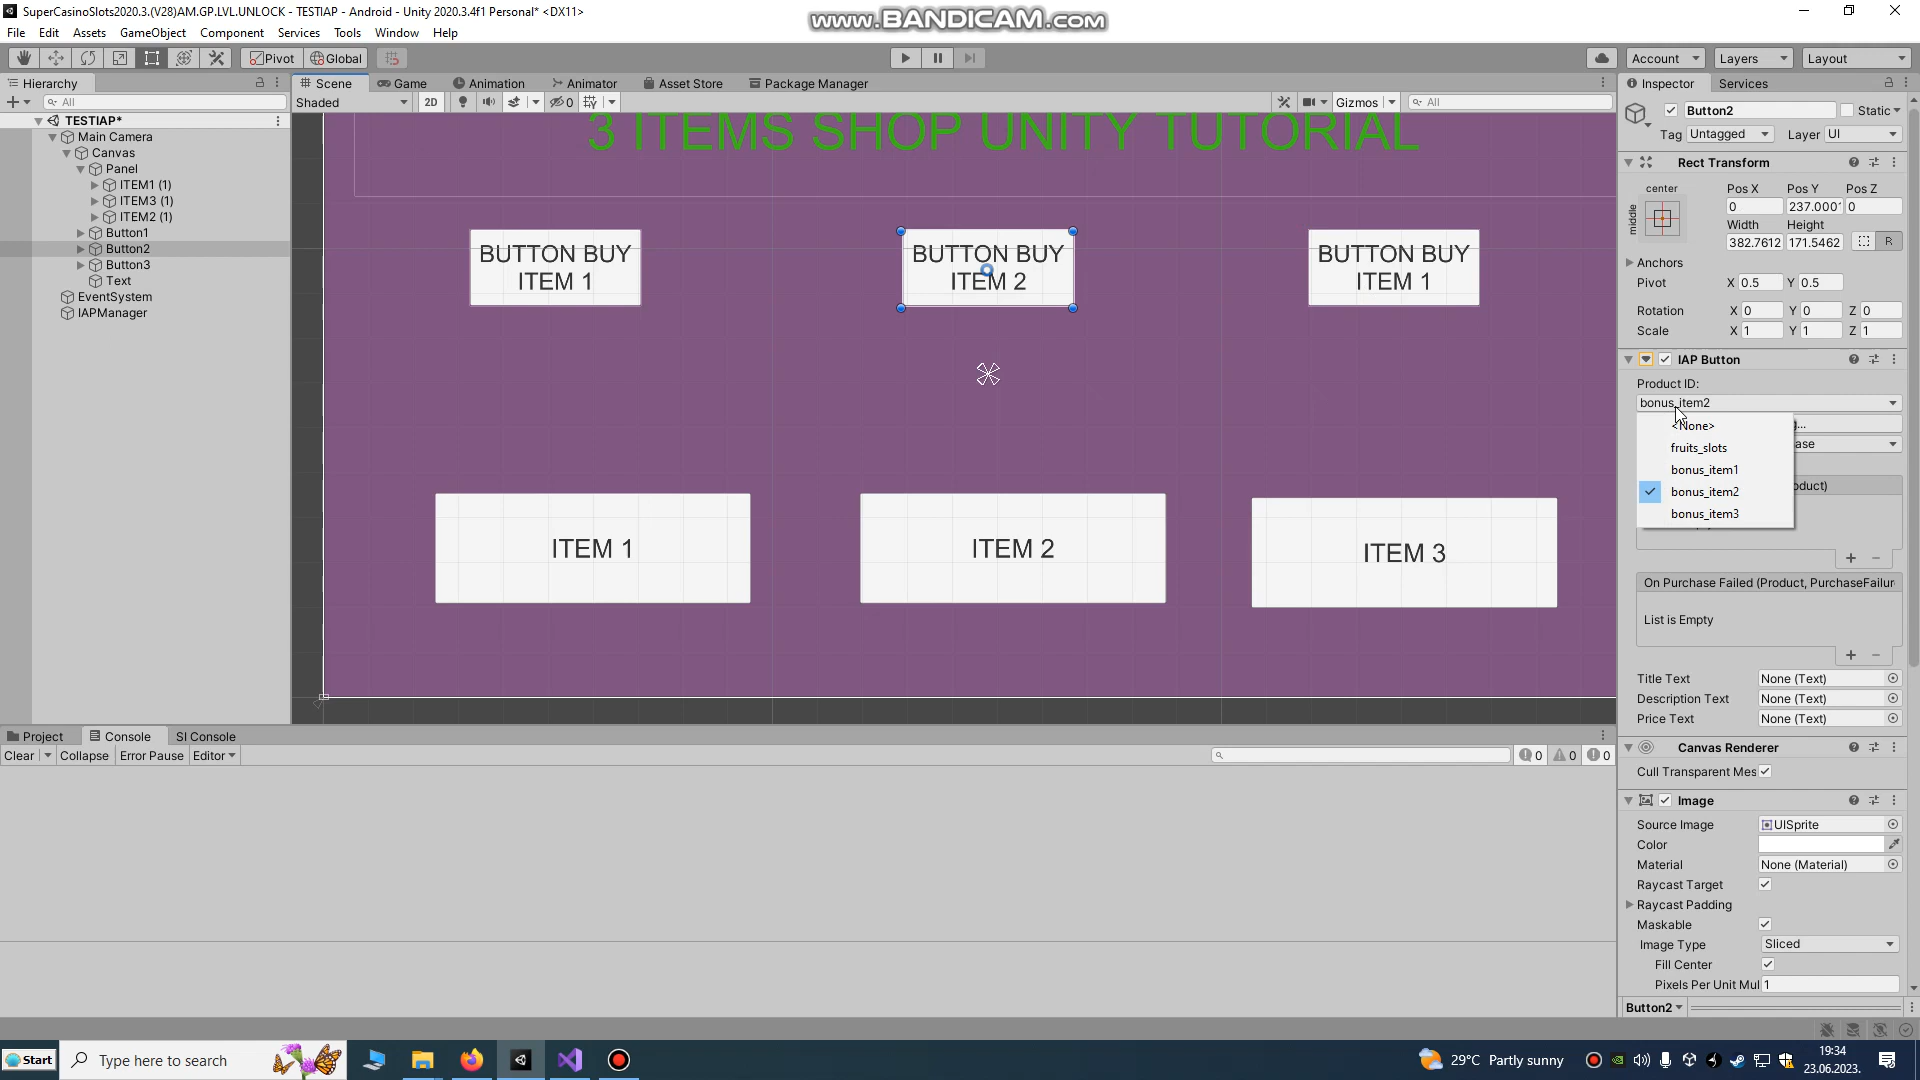 SuperCasinoSlots2020.3.(V28)AM.GP.LVL.UNLOCK - TESTIAP - Android - Unity 2020.3.4f1 Personal* <DX11>
www.BANDICAM.com
File Edit Assets GameObject Component Services Tools Window Help
Pivot Global Account Layers Layout
Hierarchy Scene Game Animation Animator Asset Store Package Manager Inspector Services
All Shaded 2D 0 Gizmos All
TESTIAP*
Main Camera
Canvas
Panel
ITEM1 (1)
ITEM3 (1)
ITEM2 (1)
Button1
Button2
Button3
Text
EventSystem
IAPManager
3 ITEMS SHOP UNITY TUTORIAL
BUTTON BUY
ITEM 1
BUTTON BUY
ITEM 2
BUTTON BUY
ITEM 1
ITEM 1
ITEM 2
ITEM 3
Button2 Static
Tag Untagged Layer UI
Rect Transform
center
middle
Pos X Pos Y Pos Z
0 237.000 0
Width Height
382.7612 171.5462
R
Anchors
Pivot X 0.5 Y 0.5
Rotation X 0 Y 0 Z 0
Scale X 1 Y 1 Z 1
IAP Button
Product ID:
bonus_item2
<None>
fruits_slots
bonus_item1
bonus_item2
bonus_item3
g...
ase
oduct)
On Purchase Failed (Product, PurchaseFailur
List is Empty
Title Text None (Text)
Description Text None (Text)
Price Text None (Text)
Canvas Renderer
Cull Transparent Mes
Image
Source Image UISprite
Color
Material None (Material)
Raycast Target
Raycast Padding
Maskable
Image Type Sliced
Fill Center
Pixels Per Unit Mul 1
Button2
Project Console SI Console
Clear Collapse Error Pause Editor 0 0 0
Start Type here to search 29°C Partly sunny
19:34
23.06.2023.